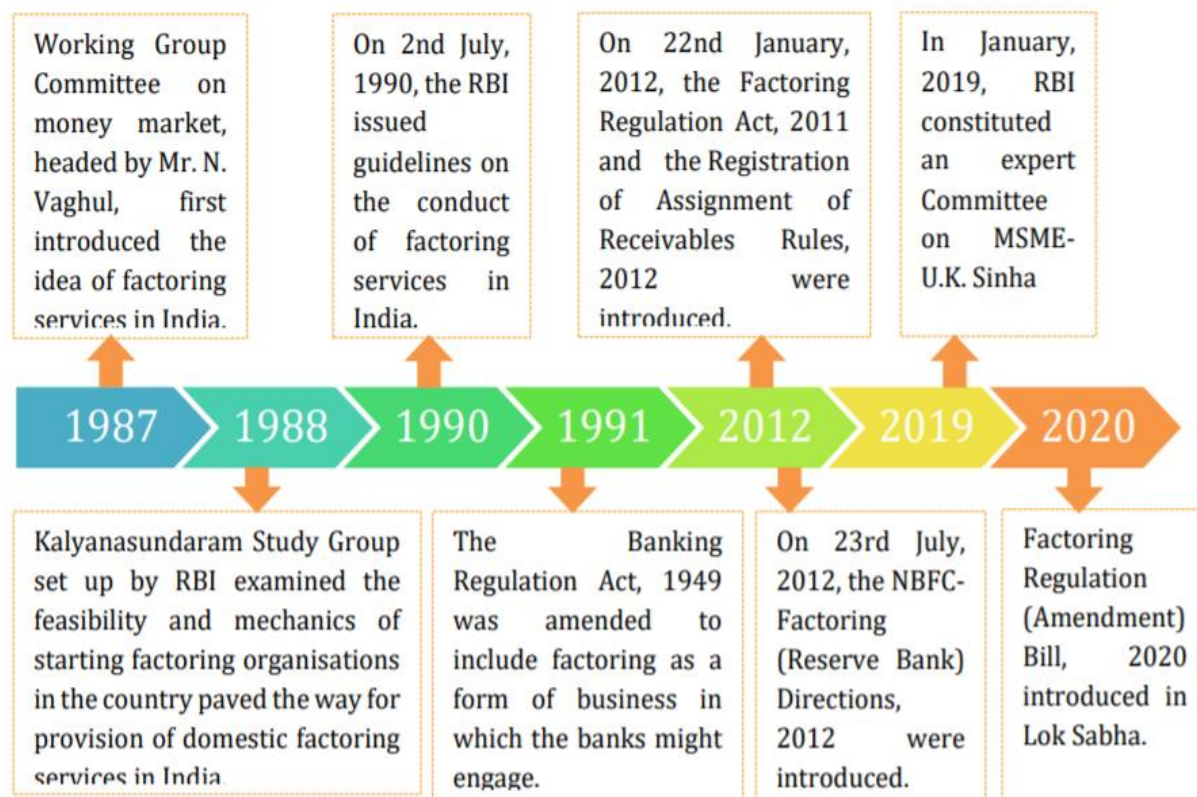 Working Group
Committee on
money market,
headed by Mr. N.
Vaghul, first
introduced the
idea of factoring
services in India.
On 2nd July,
1990, the RBI
issued
guidelines on
the conduct
of factoring
services in
India.
On 22nd January,
2012, the Factoring
Regulation Act, 2011
and the Registration
of Assignment of
Receivables Rules,
2012 were
introduced.
In January,
2019, RBI
constituted
an expert
Committee
on MSME-
U.K. Sinha
1987 1988 1990 1991 2012 2019 2020
Kalyanasundaram Study Group
set up by RBI examined the
feasibility and mechanics of
starting factoring organisations
in the country paved the way for
provision of domestic factoring
services in India.
The Banking
Regulation Act, 1949
was amended to
include factoring as a
form of business in
which the banks might
engage.
On 23rd July,
2012, the NBFC-
Factoring
(Reserve Bank)
Directions,
2012 were
introduced.
Factoring
Regulation
(Amendment)
Bill, 2020
introduced in
Lok Sabha.